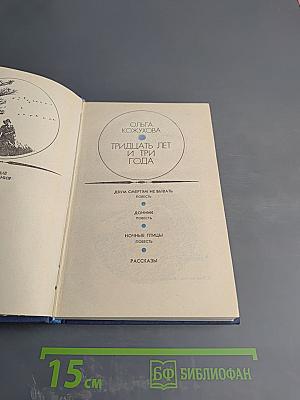 ОЛЬГА
КОЖУХОВА
ТРИДЦАТЬ ЛЕТ
И ТРИ
ГОДА
ДВУМ СМЕРТЯМ НЕ БЫВАТЬ
ПОВЕСТЬ
ДОННИК
ПОВЕСТЬ
НОЧНЫЕ ПТИЦЫ
ПОВЕСТЬ
РАССКАЗЫ
15 см
БФ БИБЛИОФАН